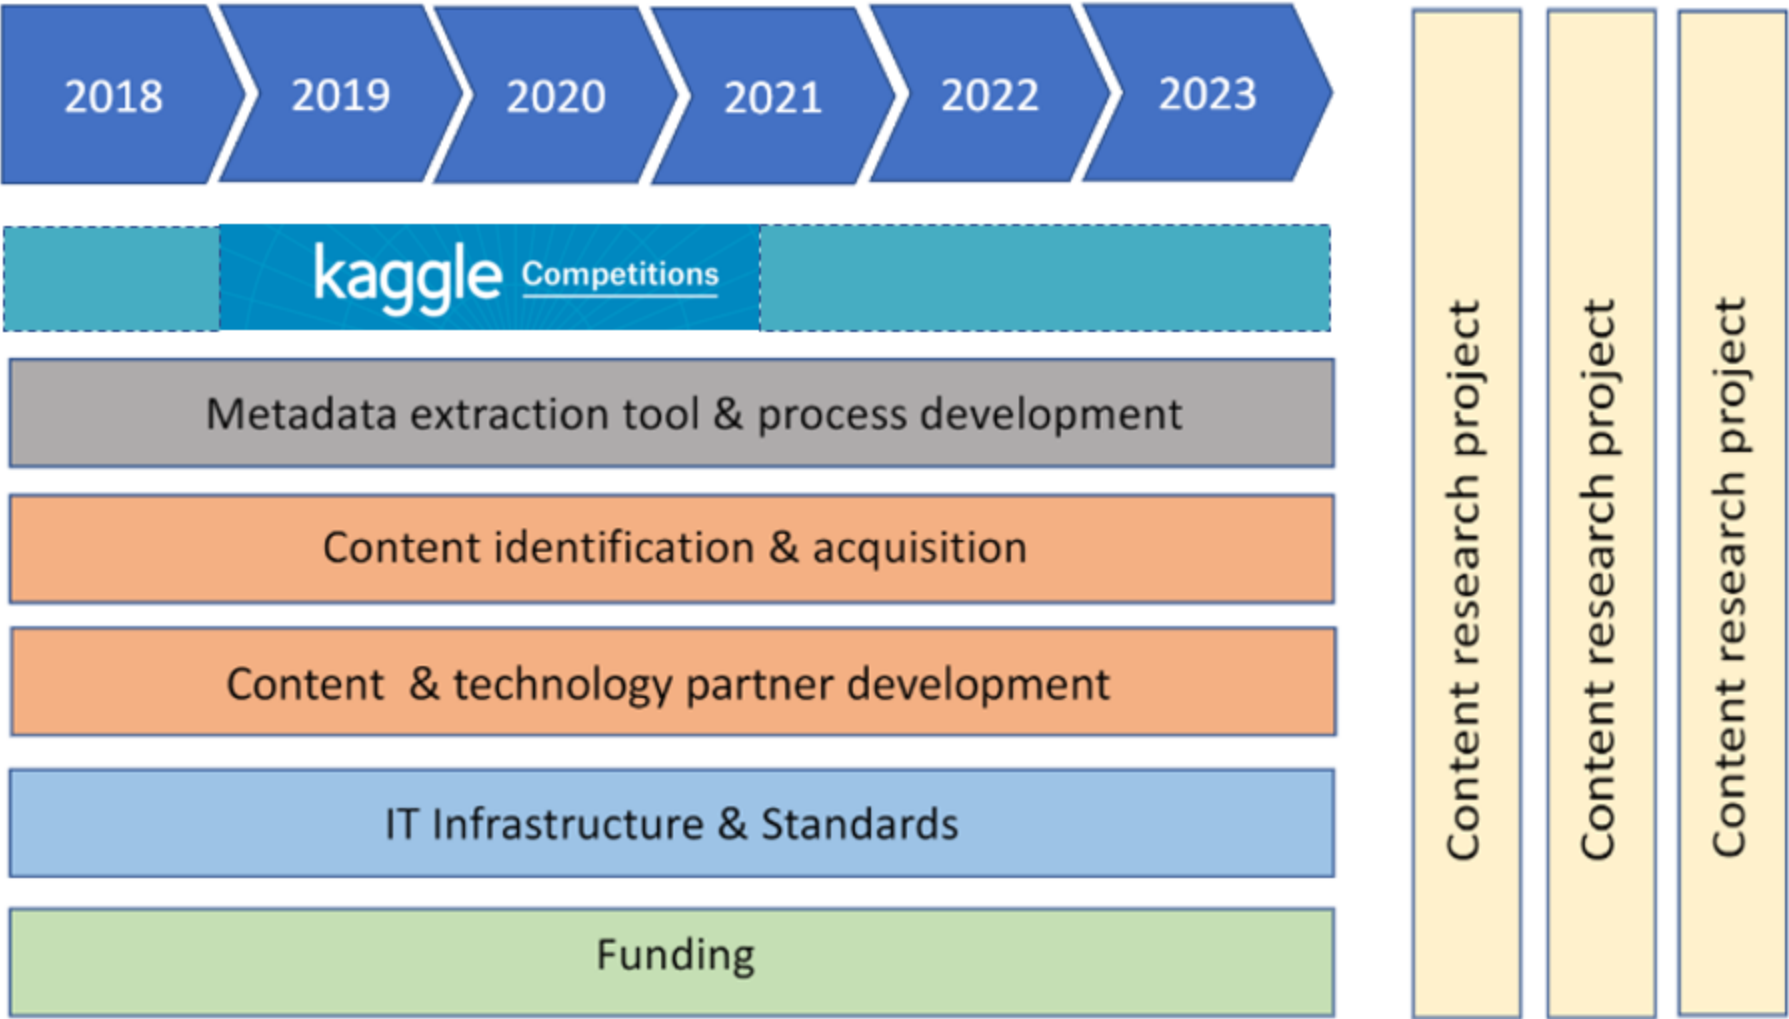 2018
2019
2020
2021
2022
2023
kaggle Competitions
Metadata extraction tool & process development
Content identification & acquisition
Content & technology partner development
IT Infrastructure & Standards
Funding
Content research project
Content research project
Content research project